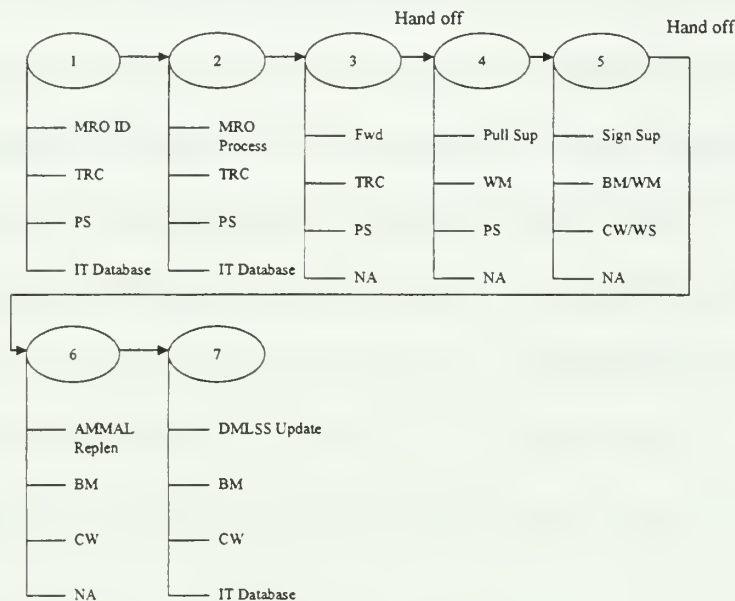 Hand off
Hand off
1
2
3
4
5
MRO ID
TRC
PS
IT Database
MRO
Process
TRC
PS
IT Database
Fwd
TRC
PS
NA
Pull Sup
WM
PS
NA
Sign Sup
BM/WM
CW/WS
NA
6
7
AMMAL
Replen
BM
CW
NA
DMLSS Update
BM
CW
IT Database